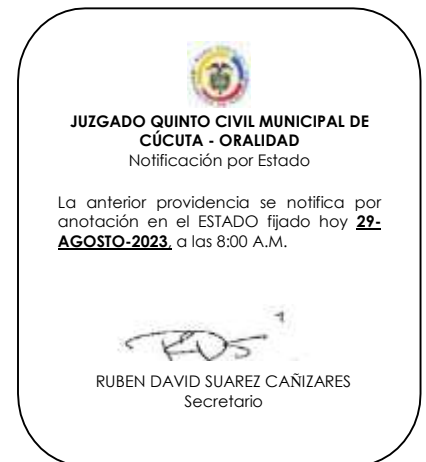 JUZGADO QUINTO CIVIL MUNICIPAL DE
CÚCUTA - ORALIDAD
Notificación por Estado
La anterior providencia se notifica por
anotación en el ESTADO fijado hoy 29-
AGOSTO-2023, a las 8:00 A.M.
RUBEN DAVID SUAREZ CAÑIZARES
Secretario